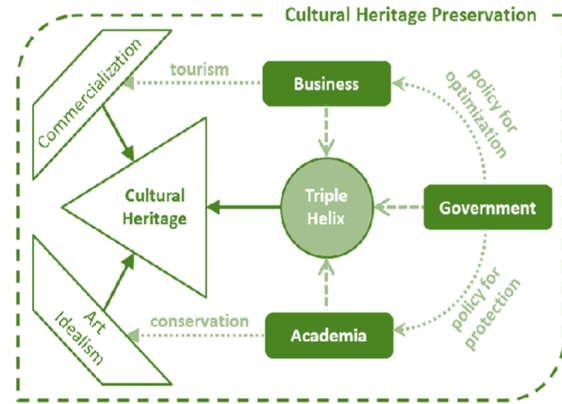 Cultural Heritage Preservation
Commercialization
tourism
Business
policy for
optimization
Cultural
Heritage
Triple
Helix
Government
Art
Idealism
conservation
Academia
policy for
protection